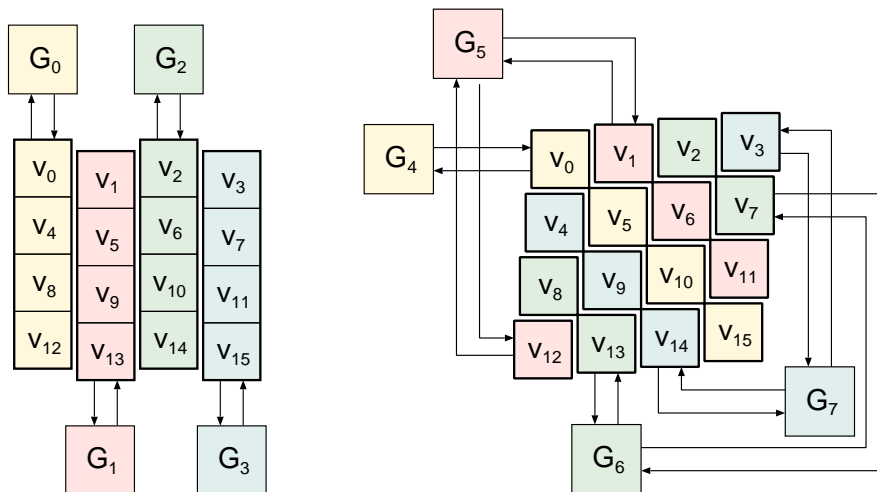 G₀ G₂
v₀ v₁ v₂ v₃
v₄ v₅ v₆ v₇
v₈ v₉ v₁₀ v₁₁
v₁₂ v₁₃ v₁₄ v₁₅
G₁ G₃
G₅
G₄ v₀ v₁ v₂ v₃
v₄ v₅ v₆ v₇
v₈ v₉ v₁₀ v₁₁
v₁₂ v₁₃ v₁₄ v₁₅
G₇
G₆